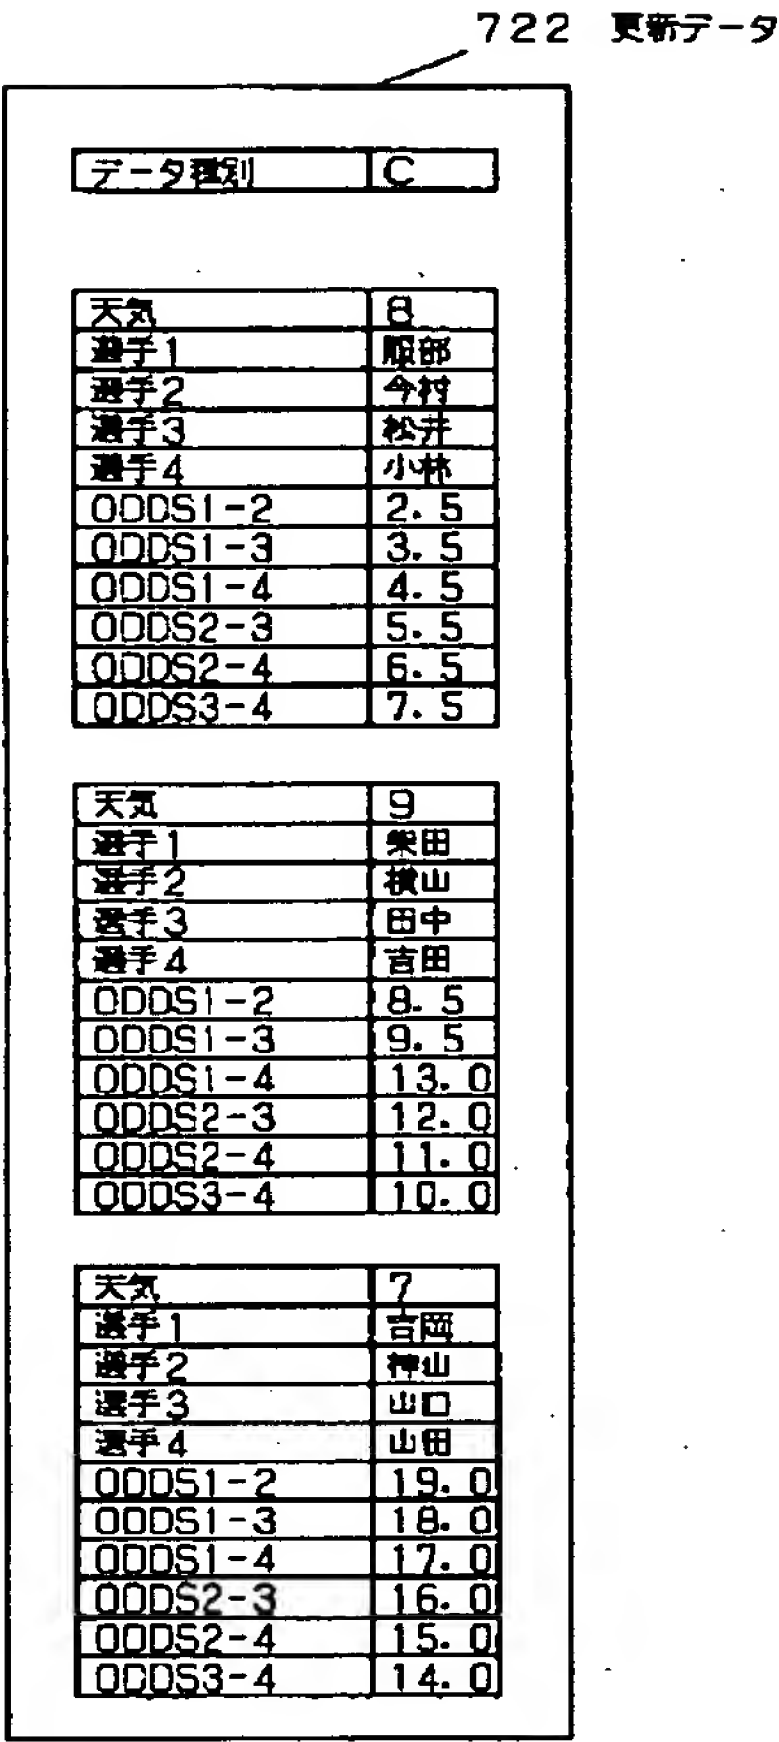 722 更新データ
データ種別 C
天気 8
選手1 服部
選手2 今村
選手3 松井
選手4 小林
ODDS1-2 2.5
ODDS1-3 3.5
ODDS1-4 4.5
ODDS2-3 5.5
ODDS2-4 6.5
ODDS3-4 7.5
天気 9
選手1 柴田
選手2 横山
選手3 田中
選手4 吉田
ODDS1-2 8.5
ODDS1-3 9.5
ODDS1-4 13.0
ODDS2-3 12.0
ODDS2-4 11.0
ODDS3-4 10.0
天気 7
選手1 吉岡
選手2 神山
選手3 山口
選手4 山田
ODDS1-2 19.0
ODDS1-3 18.0
ODDS1-4 17.0
ODDS2-3 16.0
ODDS2-4 15.0
ODDS3-4 14.0